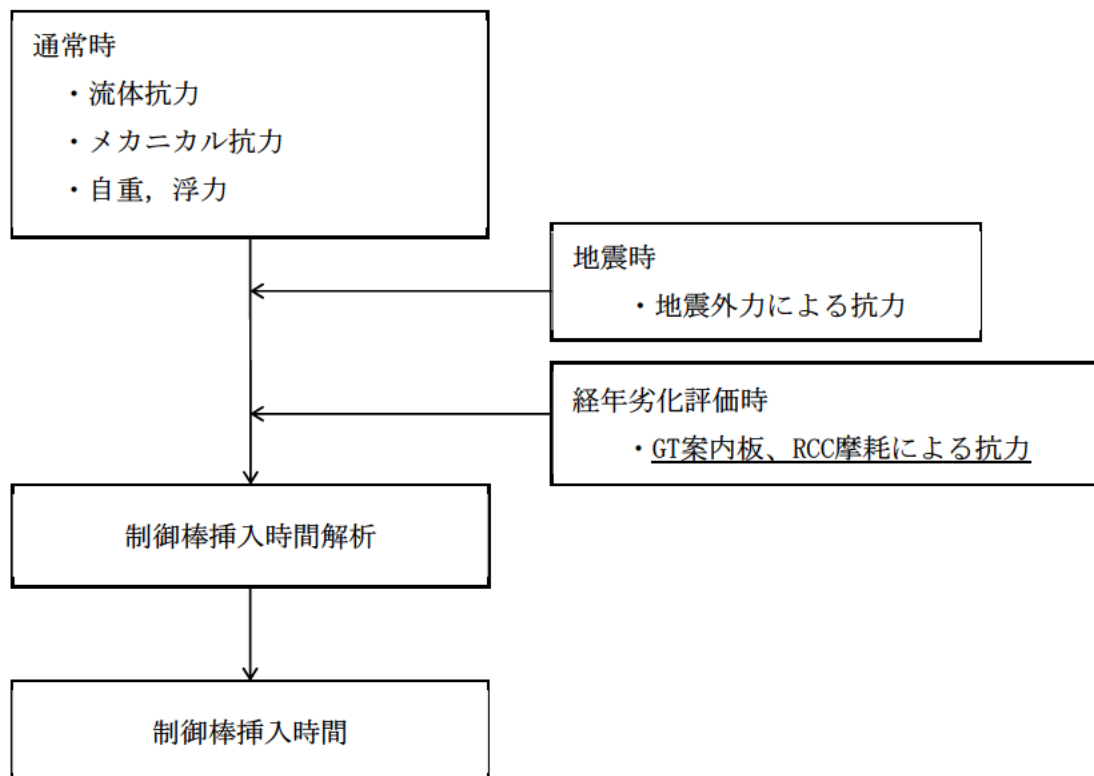 通常時
・流体抗力
・メカニカル抗力
・自重，浮力
地震時
・地震外力による抗力
経年劣化評価時
・GT案内板、RCC摩耗による抗力
制御棒挿入時間解析
制御棒挿入時間